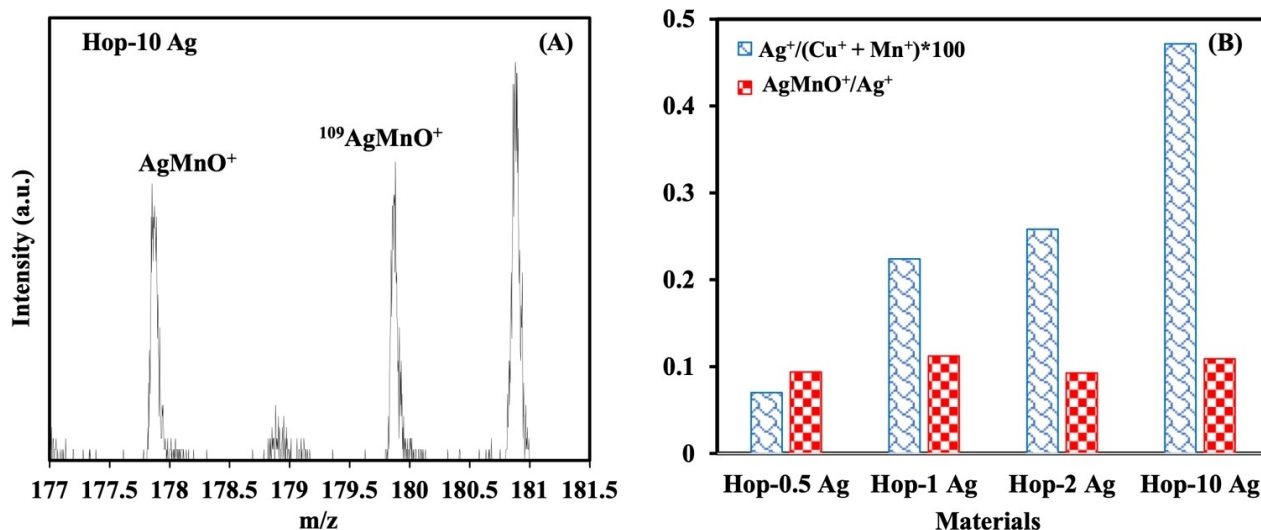 Hop-10 Ag
(A)
AgMnO⁺
¹⁰⁹AgMnO⁺
Intensity (a.u.)
177 177.5 178 178.5 179 179.5 180 180.5 181 181.5
m/z
(B)
Ag⁺/(Cu⁺ + Mn⁺)*100
AgMnO⁺/Ag⁺
0.5
0.4
0.3
0.2
0.1
0
Hop-0.5 Ag Hop-1 Ag Hop-2 Ag Hop-10 Ag
Materials